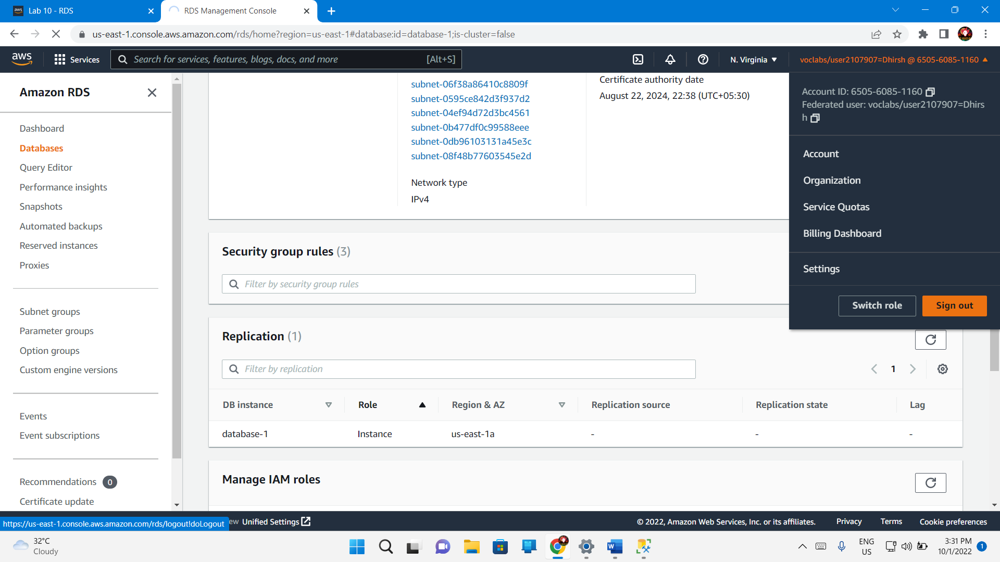 Lab 10 - RDS
RDS Management Console
us-east-1.console.aws.amazon.com/rds/home?region=us-east-1#database:id=database-1;is-cluster=false
aws
Services
Search for services, features, blogs, docs, and more
[Alt+S]
N. Virginia
voclabs/user2107907=Dhirsh @ 6505-6085-1160
Account ID: 6505-6085-1160
Federated user: voclabs/user2107907=Dhirs
h
Account
Organization
Service Quotas
Billing Dashboard
Settings
Switch role
Sign out
Amazon RDS
Dashboard
Databases
Query Editor
Performance insights
Snapshots
Automated backups
Reserved instances
Proxies
Subnet groups
Parameter groups
Option groups
Custom engine versions
Events
Event subscriptions
Recommendations 0
Certificate update
subnet-06f38a86410c8809f
subnet-0595ce842d3f937d2
subnet-04ef94d72d3bc4561
subnet-0b477df0c99588eee
subnet-0db96103131a45e3c
subnet-08f48b77603545e2d
Network type
IPv4
Certificate authority date
August 22, 2024, 22:38 (UTC+05:30)
Security group rules (3)
Filter by security group rules
Replication (1)
Filter by replication
1
DB instance Role Region & AZ Replication source Replication state Lag
database-1 Instance us-east-1a - - -
Manage IAM roles
https://us-east-1.console.aws.amazon.com/rds/logout!doLogout
ew Unified Settings
© 2022, Amazon Web Services, Inc. or its affiliates.
Privacy
Terms
Cookie preferences
32°C
Cloudy
ENG
US
3:31 PM
10/1/2022
1